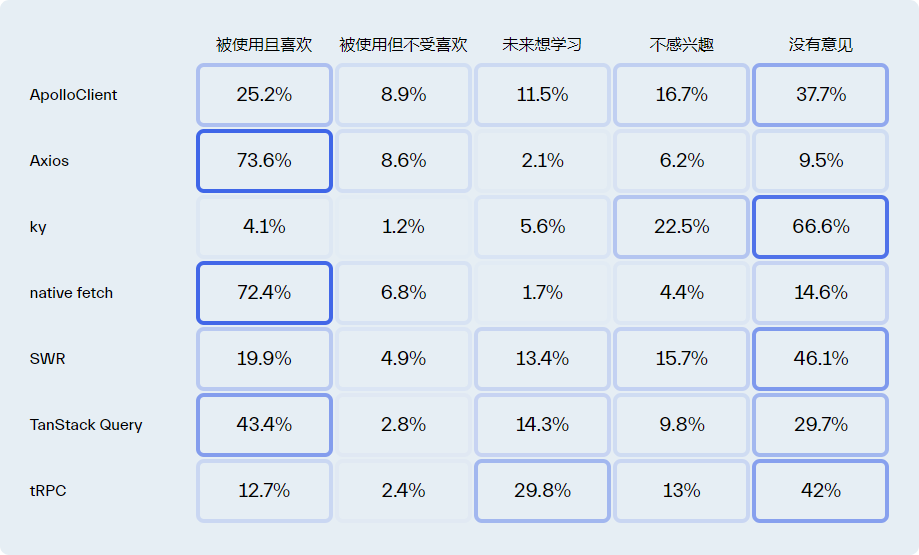 被使用且喜欢 被使用但不受喜欢 未来想学习 不感兴趣 没有意见
ApolloClient 25.2% 8.9% 11.5% 16.7% 37.7%
Axios 73.6% 8.6% 2.1% 6.2% 9.5%
ky 4.1% 1.2% 5.6% 22.5% 66.6%
native fetch 72.4% 6.8% 1.7% 4.4% 14.6%
SWR 19.9% 4.9% 13.4% 15.7% 46.1%
TanStack Query 43.4% 2.8% 14.3% 9.8% 29.7%
tRPC 12.7% 2.4% 29.8% 13% 42%